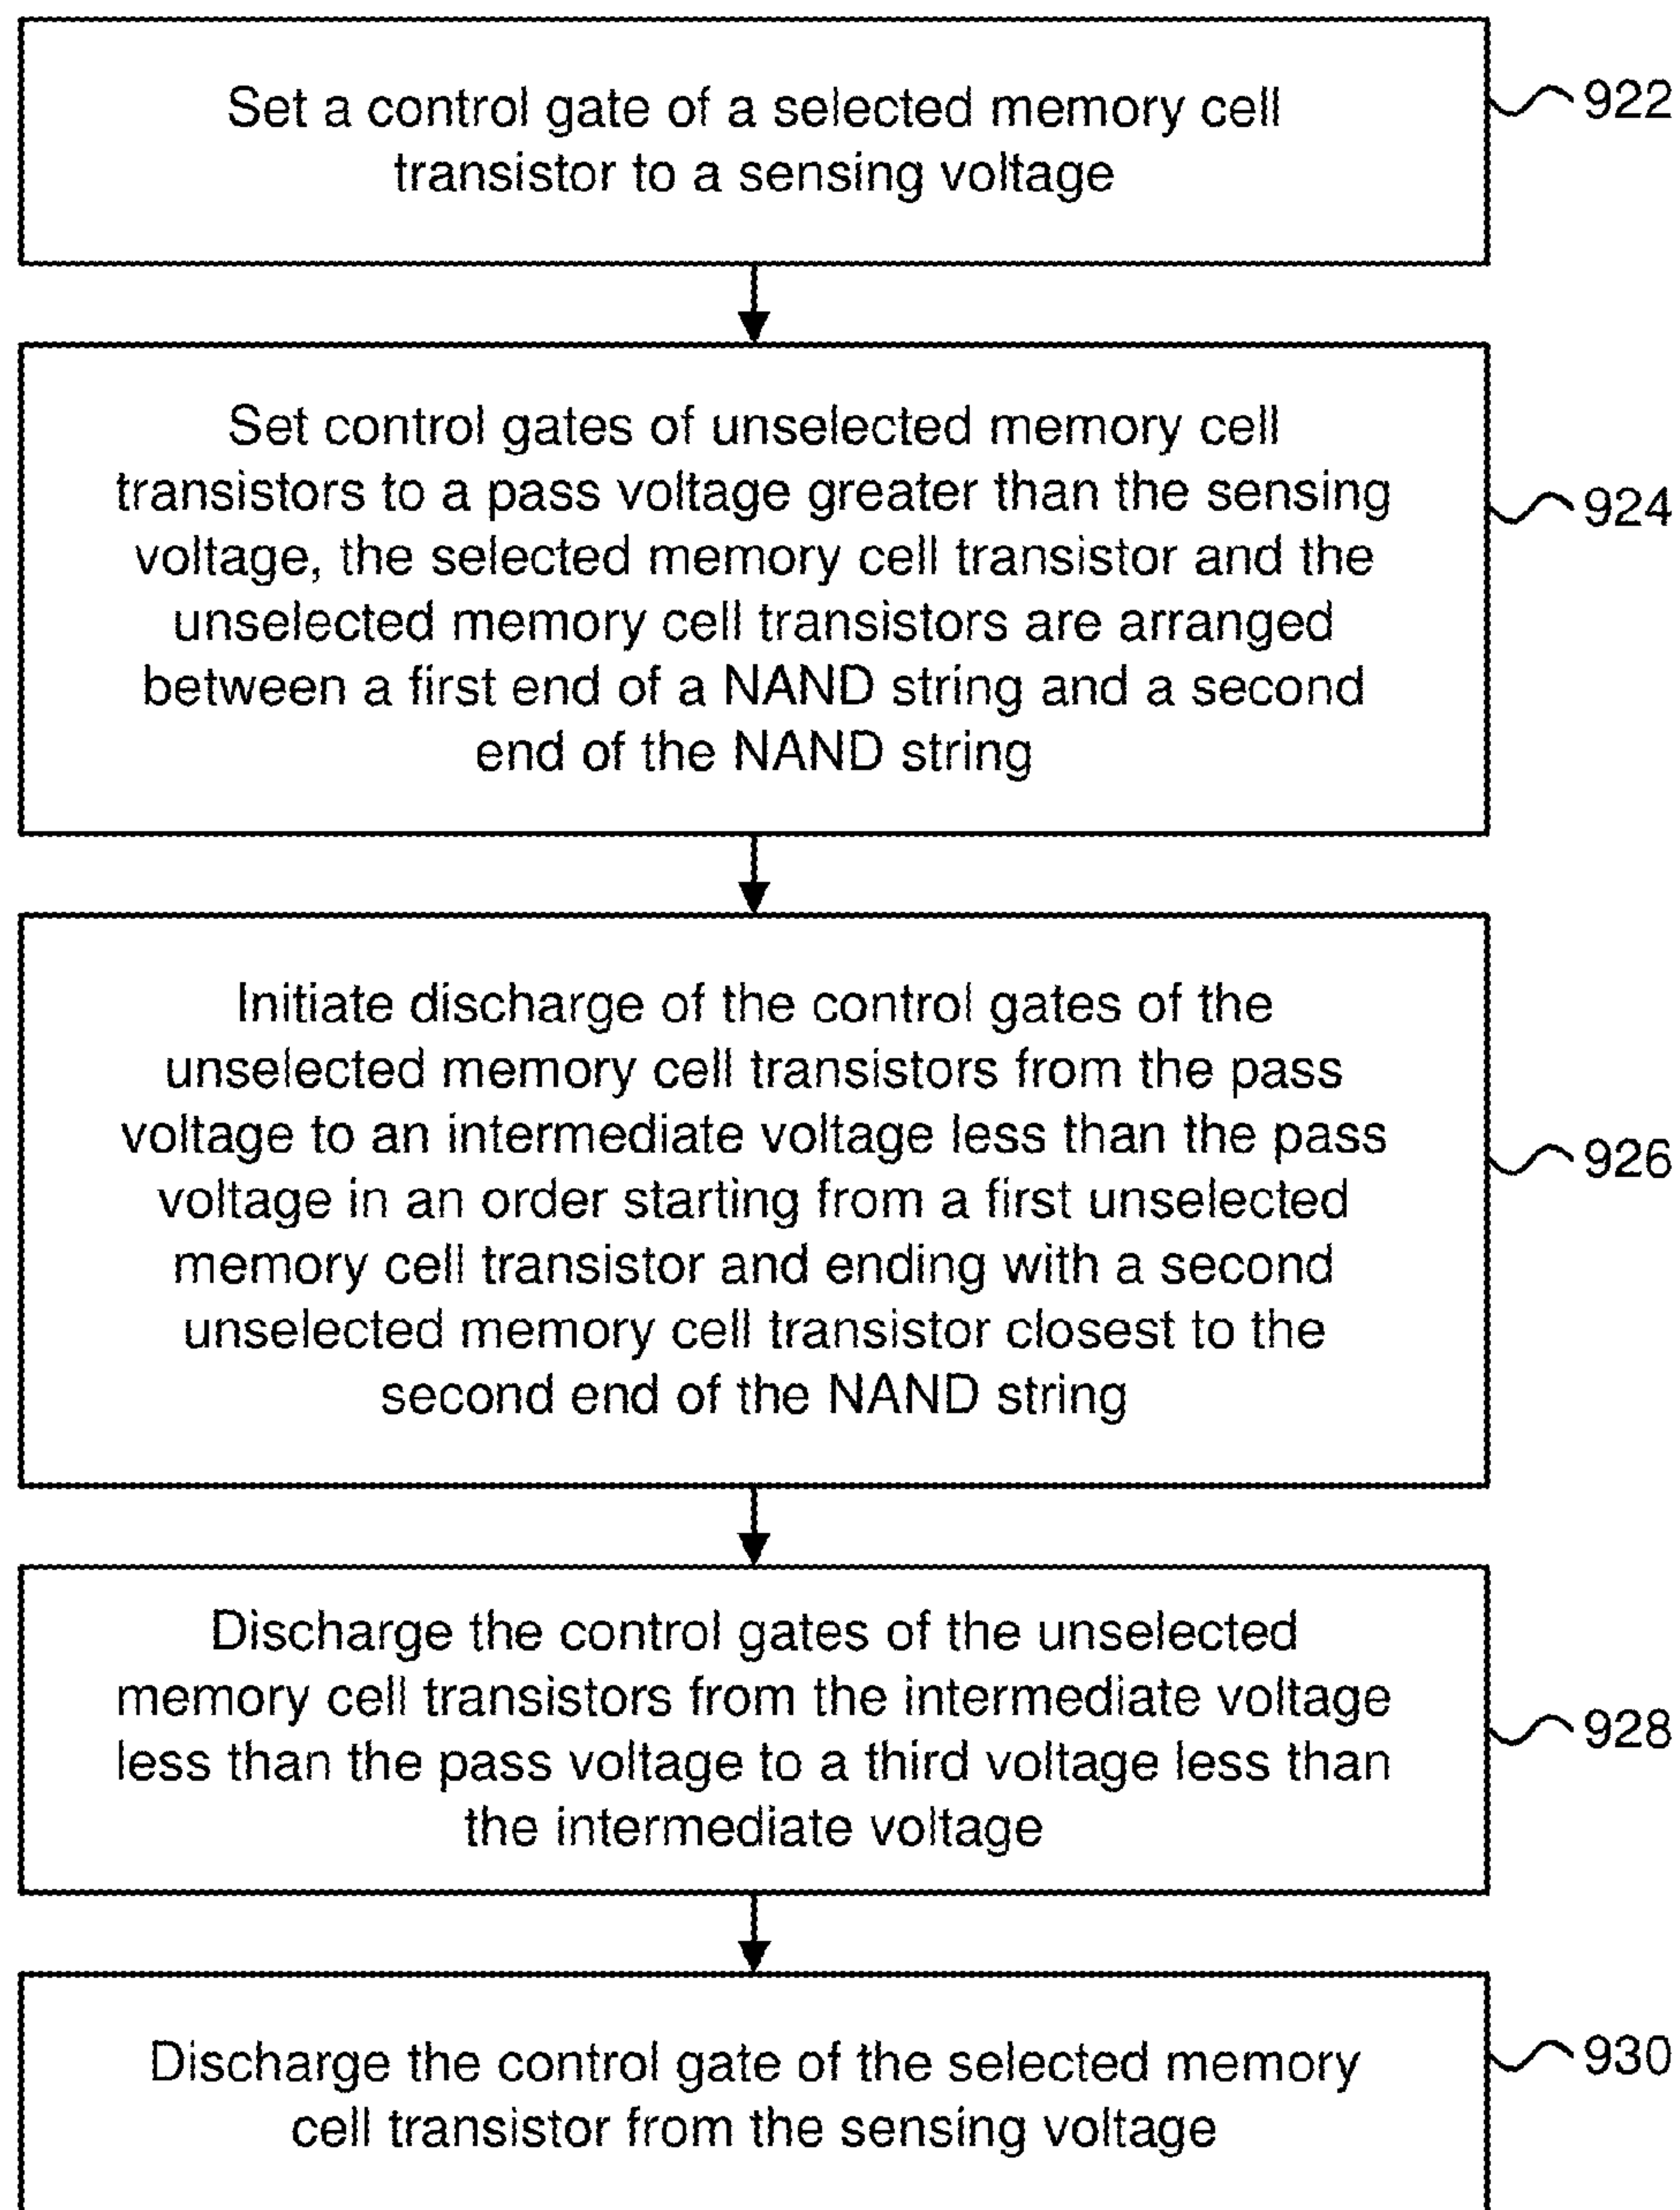 Set a control gate of a selected memory cell
transistor to a sensing voltage
922
Set control gates of unselected memory cell
transistors to a pass voltage greater than the sensing
voltage, the selected memory cell transistor and the
unselected memory cell transistors are arranged
between a first end of a NAND string and a second
end of the NAND string
924
Initiate discharge of the control gates of the
unselected memory cell transistors from the pass
voltage to an intermediate voltage less than the pass
voltage in an order starting from a first unselected
memory cell transistor and ending with a second
unselected memory cell transistor closest to the
second end of the NAND string
926
Discharge the control gates of the unselected
memory cell transistors from the intermediate voltage
less than the pass voltage to a third voltage less than
the intermediate voltage
928
Discharge the control gate of the selected memory
cell transistor from the sensing voltage
930